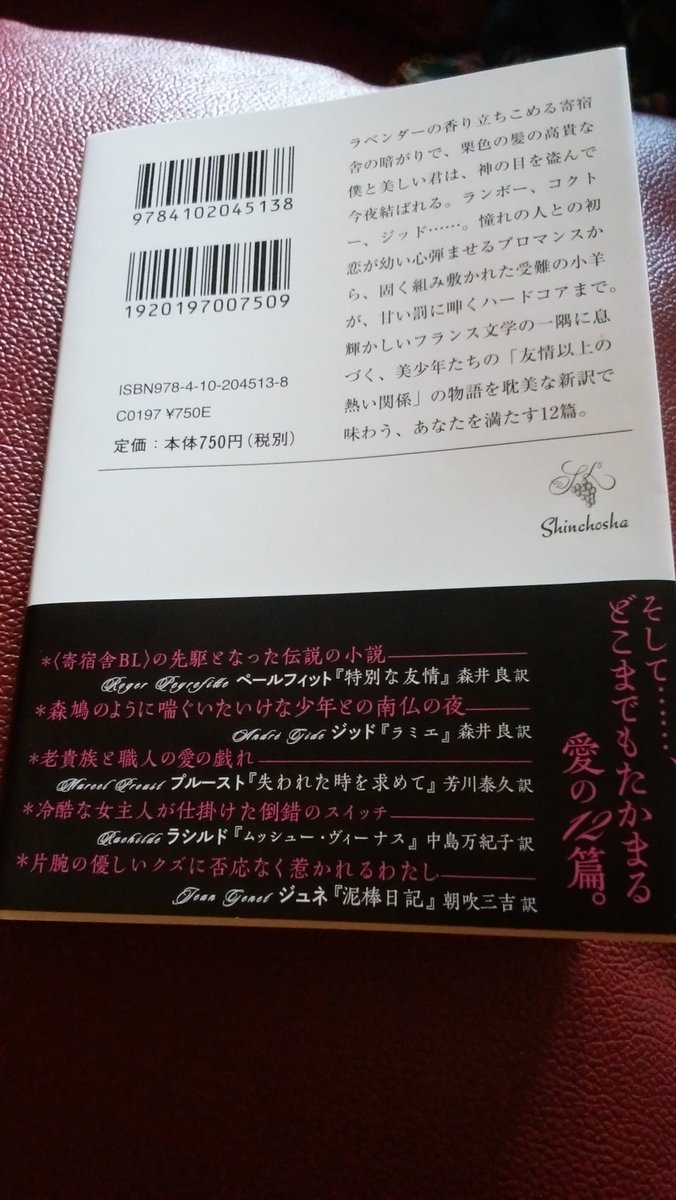 9784102045138
1920197007509
ISBN978-4-10-204513-8
C0197 ¥750E
定価：本体750円（税別）
ラベンダーの香り立ちこめる寄宿
舎の暗がりで、栗色の髪の高貴な
僕と美しい君は、神の目を盗んで
今夜結ばれる。ランボー、コクト
ー、ジッド……。憧れの人との初
恋が幼い心弾ませるブロマンスか
ら、固く組み敷かれた受難の小羊
が、甘い罰に呻くハードコアまで。
輝かしいフランス文学の一隅に息
づく、美少年たちの「友情以上の
熱い関係」の物語を耽美な新訳で
味わう、あなたを満たす12篇。
Shinchosha
そして……、
どこまでもたかまる
愛の12篇。
＊〈寄宿舎BL〉の先駆となった伝説の小説
Roger Peyrefitte ペールフィット『特別な友情』森井良訳
＊森鳩のように喘ぐいたいけな少年との南仏の夜
André Gide ジッド『ラミエ』森井良訳
＊老貴族と職人の愛の戯れ
Marcel Proust プルースト『失われた時を求めて』芳川泰久訳
＊冷酷な女主人が仕掛けた倒錯のスイッチ
Rachilde ラシルド『ムッシュー・ヴィーナス』中島万紀子訳
＊片腕の優しいクズに否応なく惹かれるわたし
Jean Genet ジュネ『泥棒日記』朝吹三吉訳